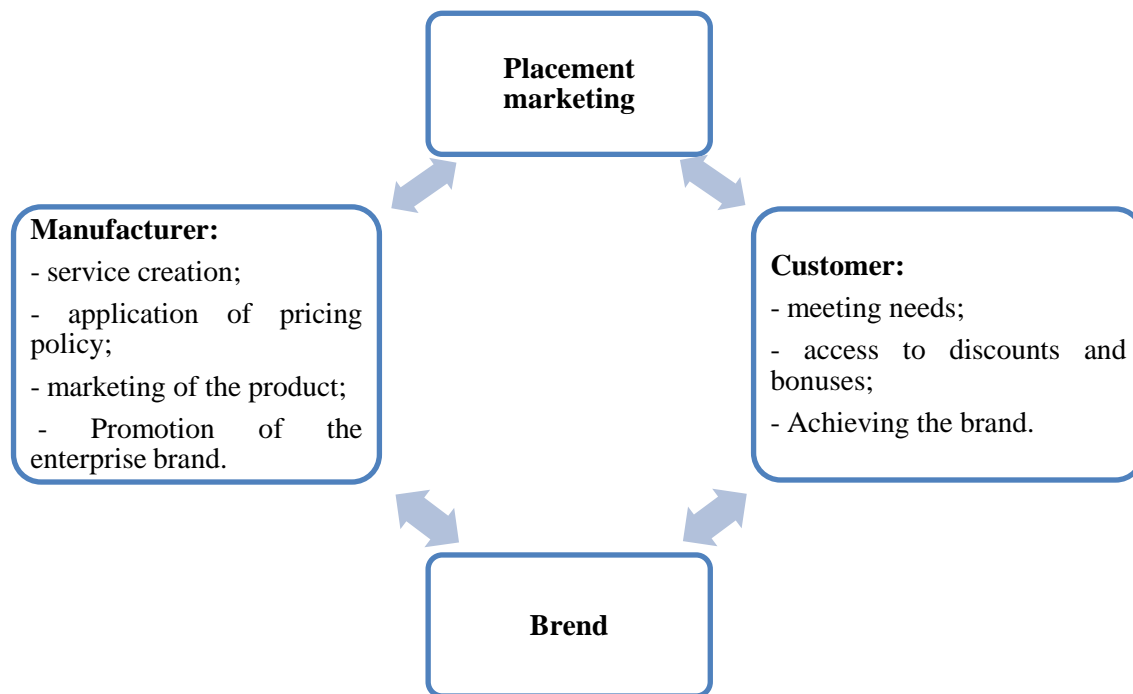 Placement
marketing
Manufacturer:
- service creation;
- application of pricing
policy;
- marketing of the product;
- Promotion of the
enterprise brand.
Customer:
- meeting needs;
- access to discounts and
bonuses;
- Achieving the brand.
Brend